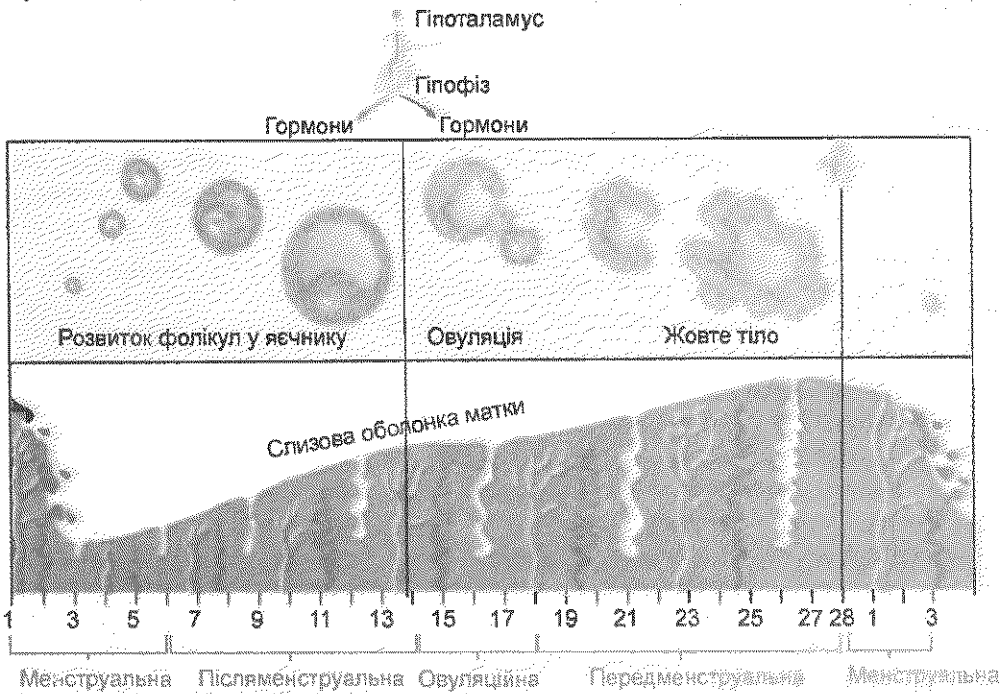 Гіпоталамус
Гіпофіз
Гормони Гормони
Розвиток фолікул у яєчнику Овуляція Жовте тіло
Слизова оболонка матки
1 3 5 7 9 11 13 15 17 19 21 23 25 27 28 1 3
Менструальна Післяменструальна Овуляційна Передменструальна Менструальна